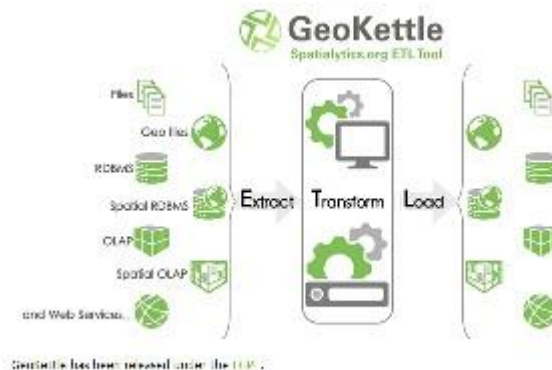 GeoKettle
Spatialytics.org ETL Tool
Files
Geo files
RDBMS
Spatial RDBMS
Extract Transform Load
OLAP
Spatial OLAP
and Web Services...
GeoKettle has been released under the